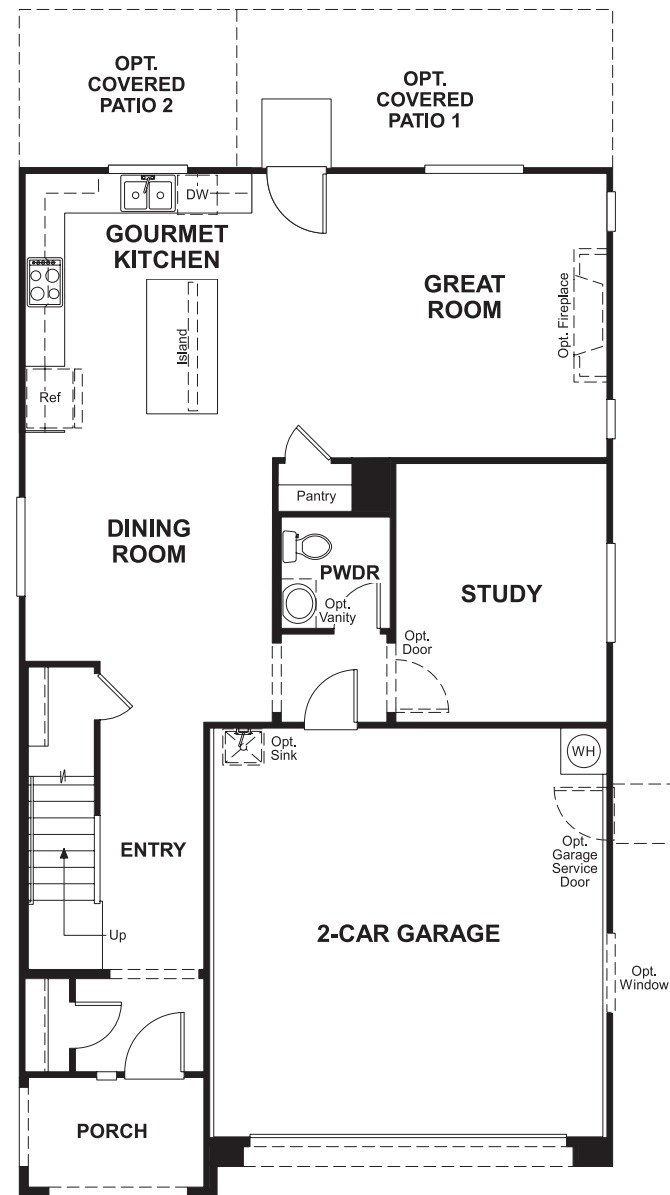 OPT.
COVERED
PATIO 2
OPT.
COVERED
PATIO 1
DW
GOURMET
KITCHEN
GREAT
ROOM
Opt. Fireplace
Island
Ref
Pantry
DINING
ROOM
PWDR
Opt.
Vanity
STUDY
Opt.
Door
Opt.
Sink
WH
ENTRY
Opt.
Garage
Service
Door
Up
2-CAR GARAGE
Opt.
Window
PORCH